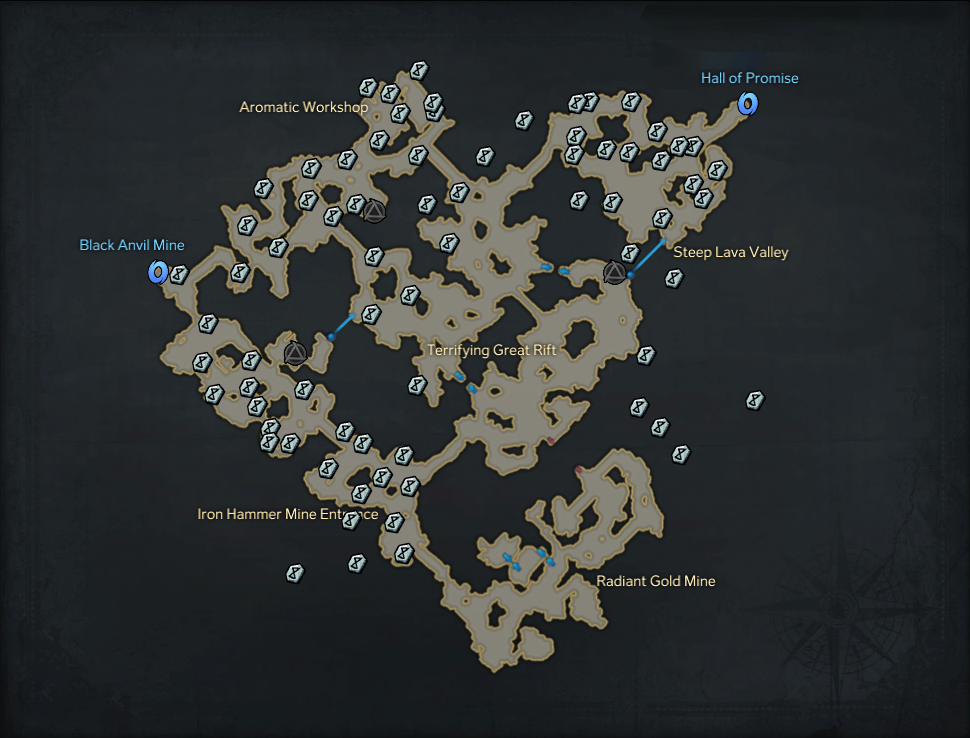 Hall of Promise
Aromatic Workshop
Black Anvil Mine
Steep Lava Valley
Terrifying Great Rift
Iron Hammer Mine Entrance
Radiant Gold Mine